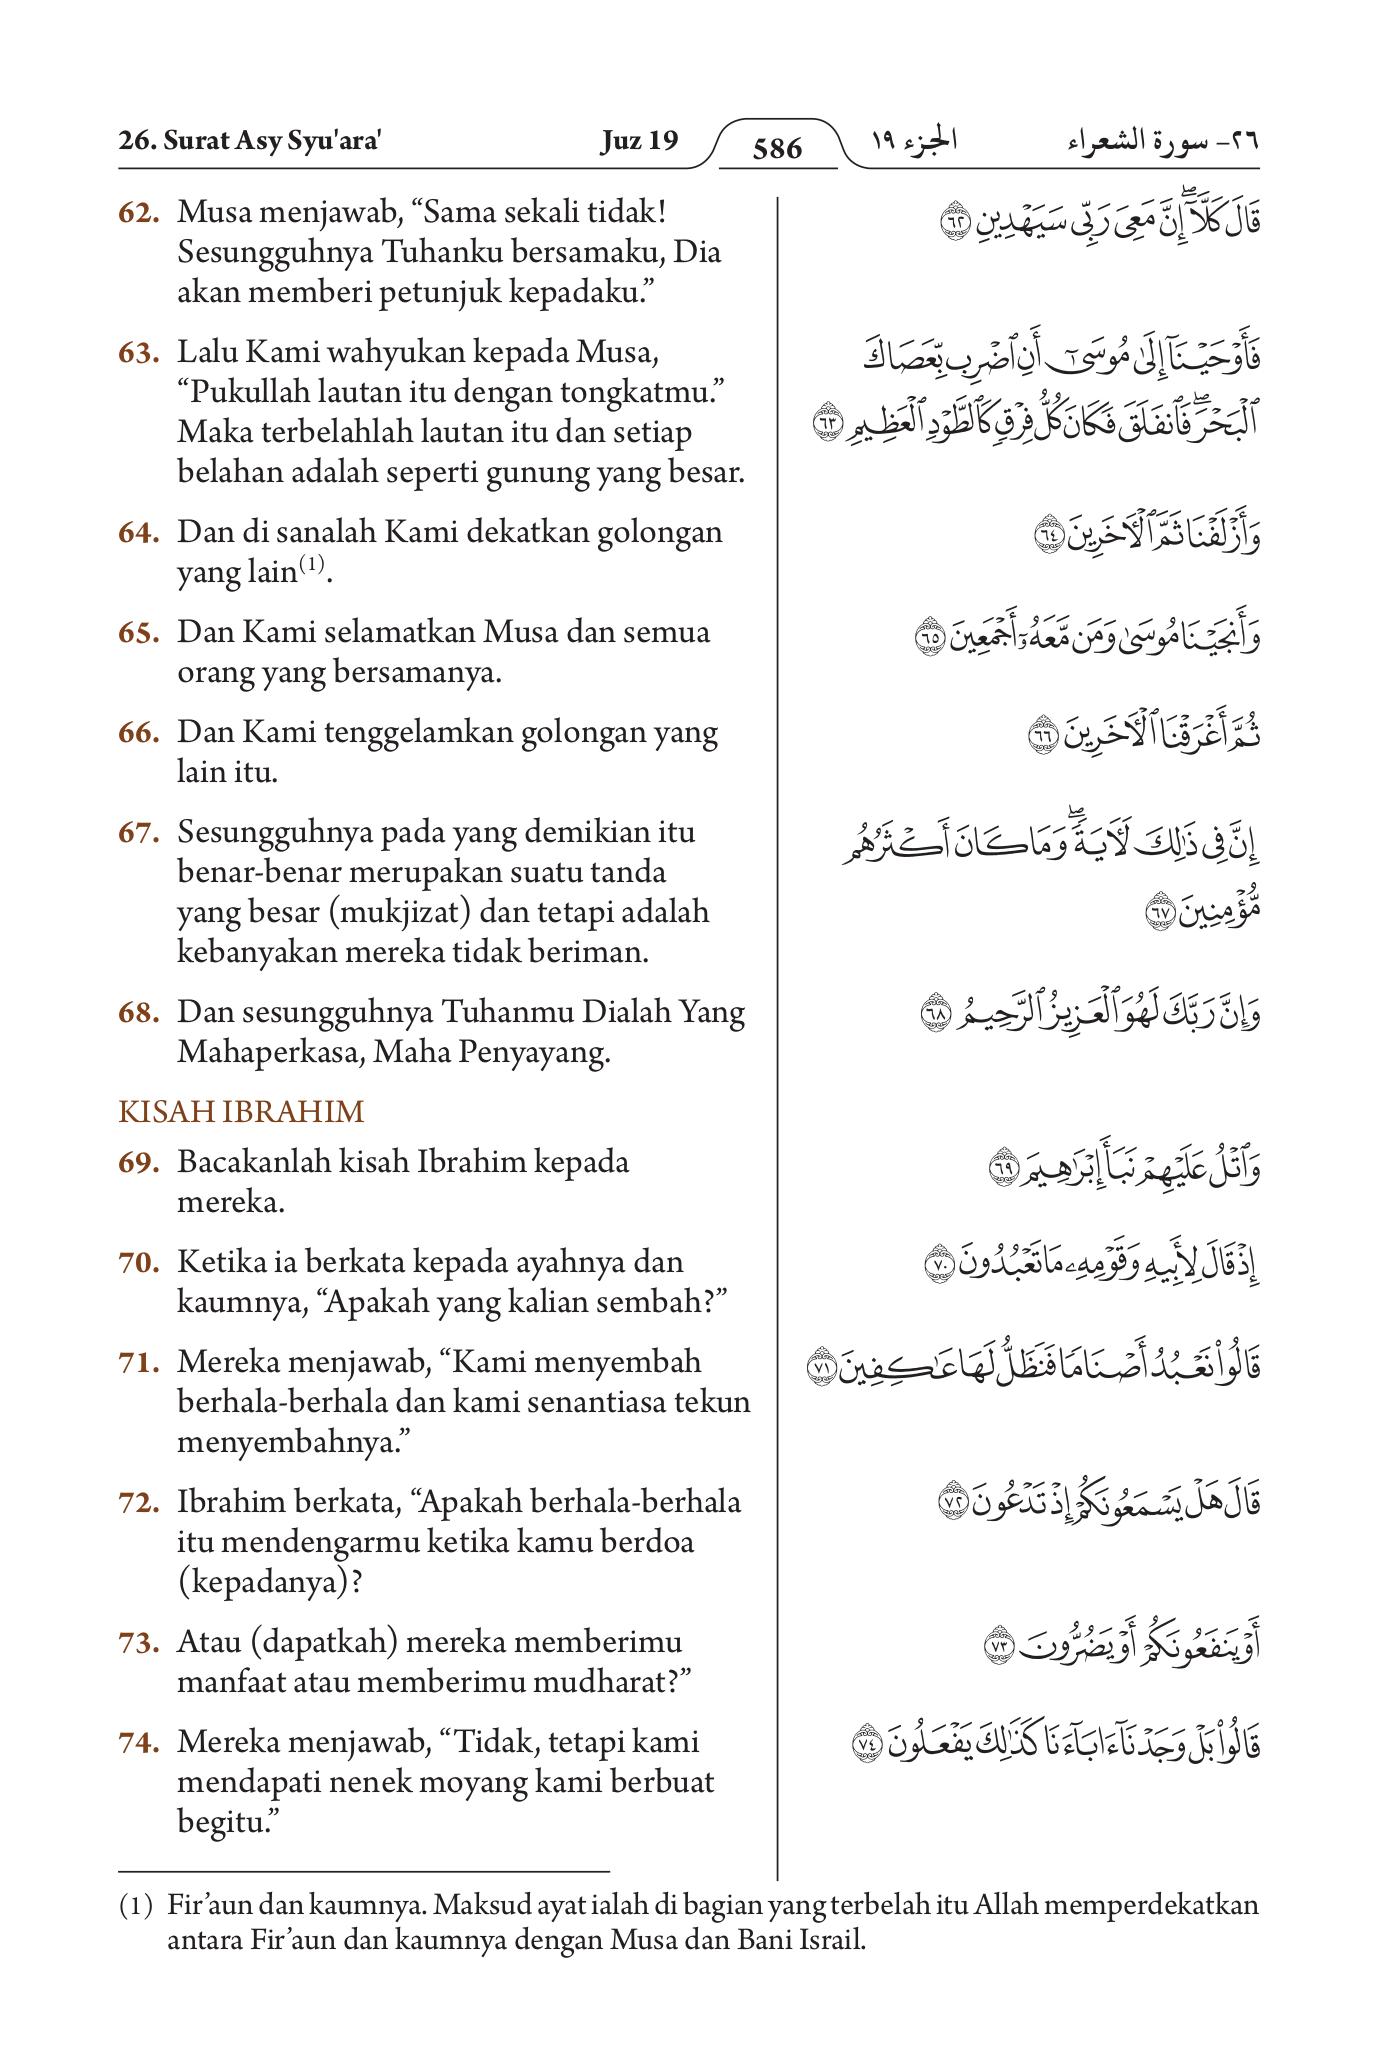 26. Surat Asy Syu'ara'
Juz 19
586
الجزء ١٩
٢٦- سورة الشعراء
62. Musa menjawab, “Sama sekali tidak!
Sesungguhnya Tuhanku bersamaku, Dia
akan memberi petunjuk kepadaku.”
63. Lalu Kami wahyukan kepada Musa,
“Pukullah lautan itu dengan tongkatmu.”
Maka terbelahlah lautan itu dan setiap
belahan adalah seperti gunung yang besar.
64. Dan di sanalah Kami dekatkan golongan
yang lain(1).
65. Dan Kami selamatkan Musa dan semua
orang yang bersamanya.
66. Dan Kami tenggelamkan golongan yang
lain itu.
67. Sesungguhnya pada yang demikian itu
benar-benar merupakan suatu tanda
yang besar (mukjizat) dan tetapi adalah
kebanyakan mereka tidak beriman.
68. Dan sesungguhnya Tuhanmu Dialah Yang
Mahaperkasa, Maha Penyayang.
KISAH IBRAHIM
69. Bacakanlah kisah Ibrahim kepada
mereka.
70. Ketika ia berkata kepada ayahnya dan
kaumnya, “Apakah yang kalian sembah?”
71. Mereka menjawab, “Kami menyembah
berhala-berhala dan kami senantiasa tekun
menyembahnya.”
72. Ibrahim berkata, “Apakah berhala-berhala
itu mendengarmu ketika kamu berdoa
(kepadanya)?
73. Atau (dapatkah) mereka memberimu
manfaat atau memberimu mudharat?”
74. Mereka menjawab, “Tidak, tetapi kami
mendapati nenek moyang kami berbuat
begitu.”
قَالَ كَلَّآۖ إِنَّ مَعِيَ رَبِّي سَيَهۡدِينِ ٦٢
فَأَوۡحَيۡنَآ إِلَىٰ مُوسَىٰٓ أَنِ ٱضۡرِب بِّعَصَاكَ
ٱلۡبَحۡرَۖ فَٱنفَلَقَ فَكَانَ كُلُّ فِرۡقٖ كَٱلطَّوۡدِ ٱلۡعَظِيمِ ٦٣
وَأَزۡلَفۡنَا ثَمَّ ٱلۡأٓخَرِينَ ٦٤
وَأَنجَيۡنَا مُوسَىٰ وَمَن مَّعَهُۥٓ أَجۡمَعِينَ ٦٥
ثُمَّ أَغۡرَقۡنَا ٱلۡأٓخَرِينَ ٦٦
إِنَّ فِي ذَٰلِكَ لَأٓيَةٗۖ وَمَا كَانَ أَكۡثَرُهُم
مُّؤۡمِنِينَ ٦٧
وَإِنَّ رَبَّكَ لَهُوَ ٱلۡعَزِيزُ ٱلرَّحِيمُ ٦٨
وَٱتۡلُ عَلَيۡهِمۡ نَبَأَ إِبۡرَٰهِيمَ ٦٩
إِذۡ قَالَ لِأَبِيهِ وَقَوۡمِهِۦ مَا تَعۡبُدُونَ ٧٠
قَالُواْ نَعۡبُدُ أَصۡنَامٗا فَنَظَلُّ لَهَا عَٰكِفِينَ ٧١
قَالَ هَلۡ يَسۡمَعُونَكُمۡ إِذۡ تَدۡعُونَ ٧٢
أَوۡ يَنفَعُونَكُمۡ أَوۡ يَضُرُّونَ ٧٣
قَالُواْ بَلۡ وَجَدۡنَآ ءَابَآءَنَا كَذَٰلِكَ يَفۡعَلُونَ ٧٤
(1) Fir’aun dan kaumnya. Maksud ayat ialah di bagian yang terbelah itu Allah memperdekatkan
antara Fir’aun dan kaumnya dengan Musa dan Bani Israil.